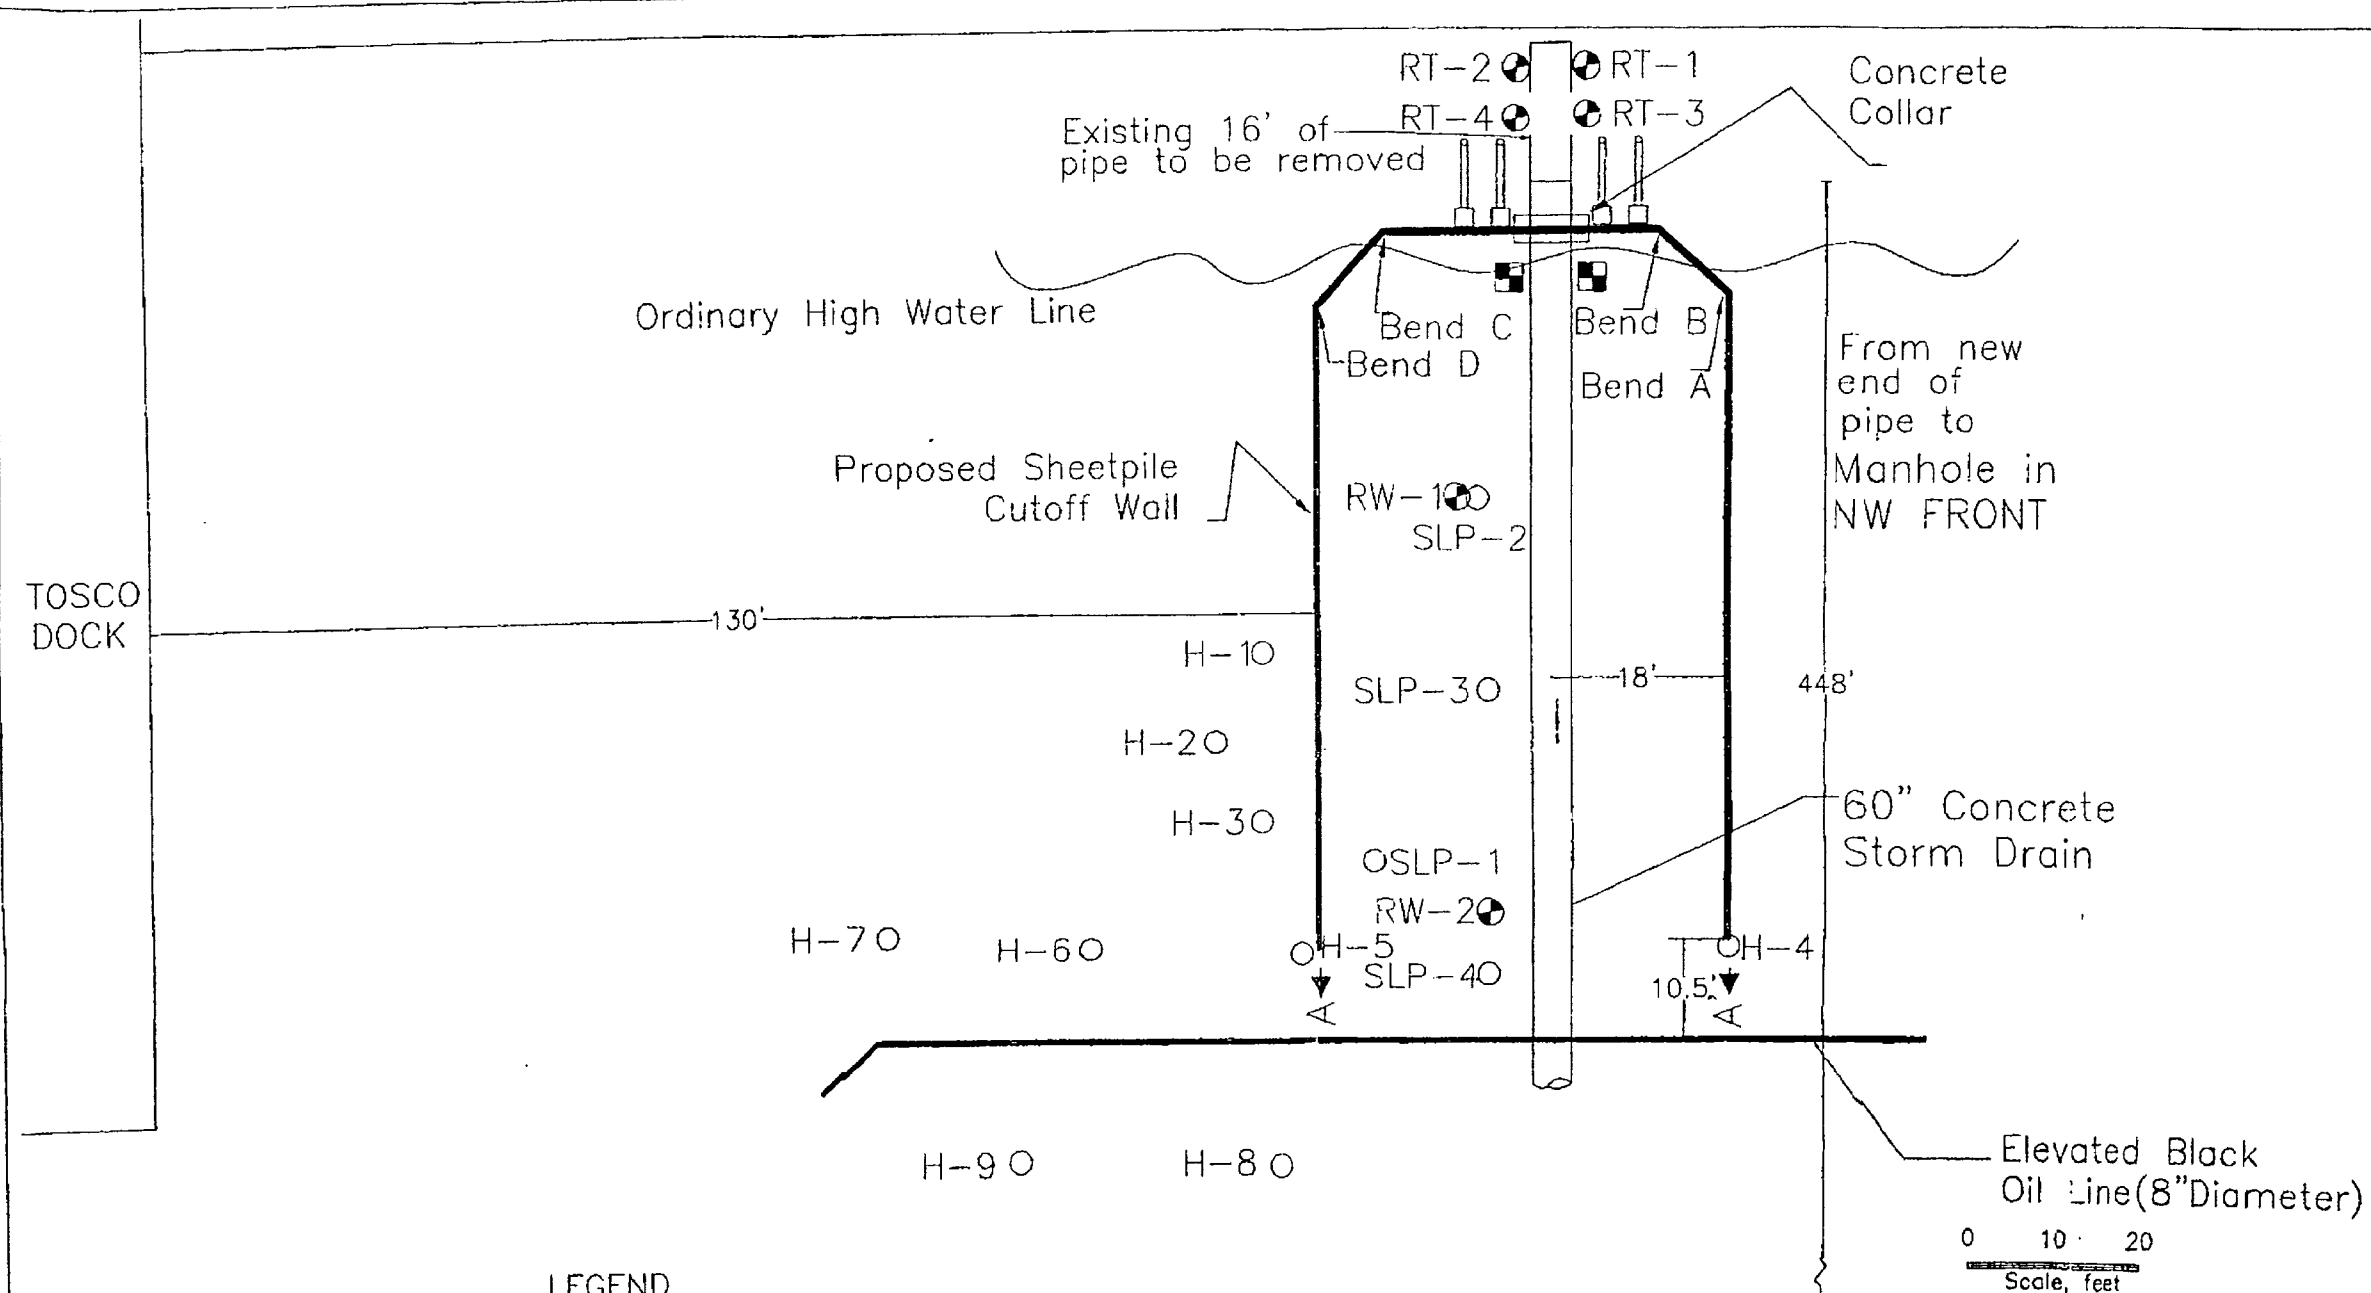 RT-2
RT-1
Concrete
Collar
RT-4
RT-3
Existing 16' of
pipe to be removed
Ordinary High Water Line
Bend C
Bend B
Bend D
Bend A
From new
end of
pipe to
Manhole in
NW FRONT
Proposed Sheetpile
Cutoff Wall
RW-1
SLP-2
TOSCO
DOCK
130'
H-1
SLP-3
18'
448'
H-2
H-3
60" Concrete
Storm Drain
SLP-1
RW-2
H-7
H-6
H-5
H-4
SLP-4
10.5'
A
A
H-9
H-8
Elevated Black
Oil Line(8"Diameter)
0 10 20
Scale, feet
LEGEND